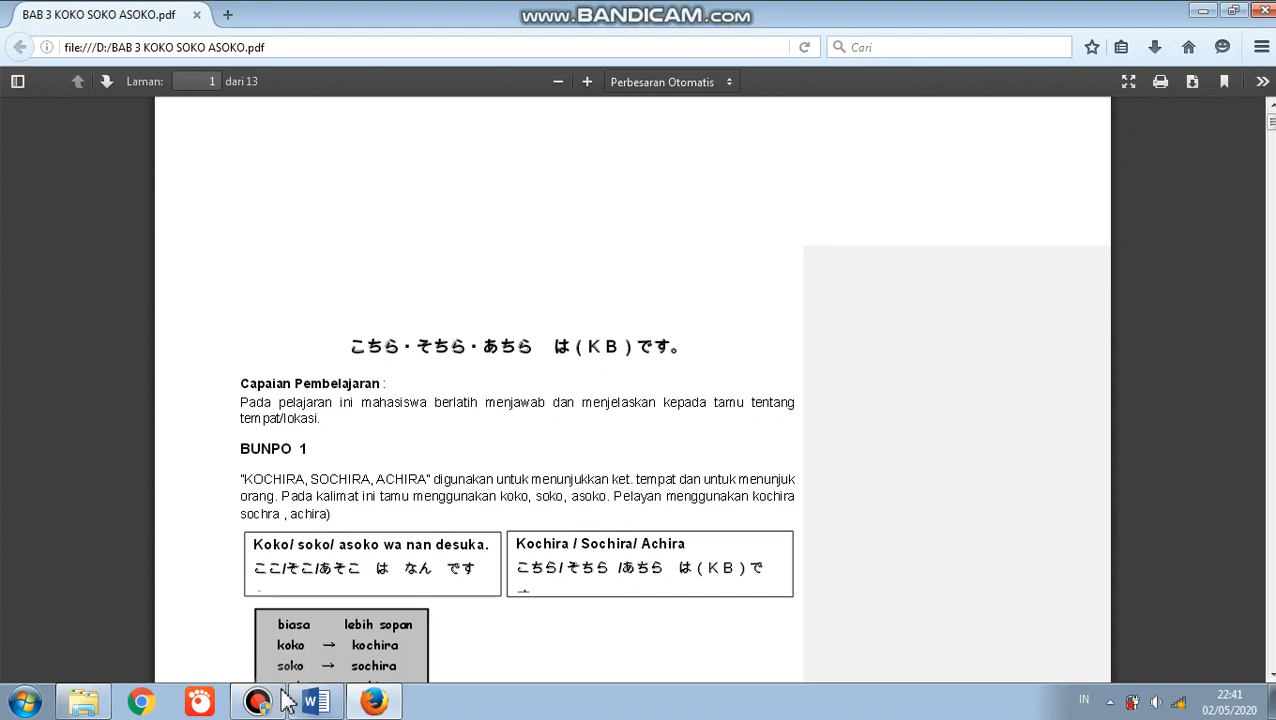 BAB 3 KOKO SOKO ASOKO.pdf
www.BANDICAM.com
file:///D:/BAB 3 KOKO SOKO ASOKO.pdf
Cari
Laman: 1 dari 13
Perbesaran Otomatis
こちら・そちら・あちら は ( K B ) です。
Capaian Pembelajaran :
Pada pelajaran ini mahasiswa berlatih menjawab dan menjelaskan kepada tamu tentang
tempat/lokasi.
BUNPO 1
"KOCHIRA, SOCHIRA, ACHIRA" digunakan untuk menunjukkan ket. tempat dan untuk menunjuk
orang. Pada kalimat ini tamu menggunakan koko, soko, asoko. Pelayan menggunakan kochira
sochra , achira)
Koko/ soko/ asoko wa nan desuka.
ここ/そこ/あそこ は なん です
Kochira / Sochira/ Achira
こちら/ そちら /あちら は ( K B ) で
biasa lebih sopan
koko → kochira
soko → sochira
IN
22:41
02/05/2020